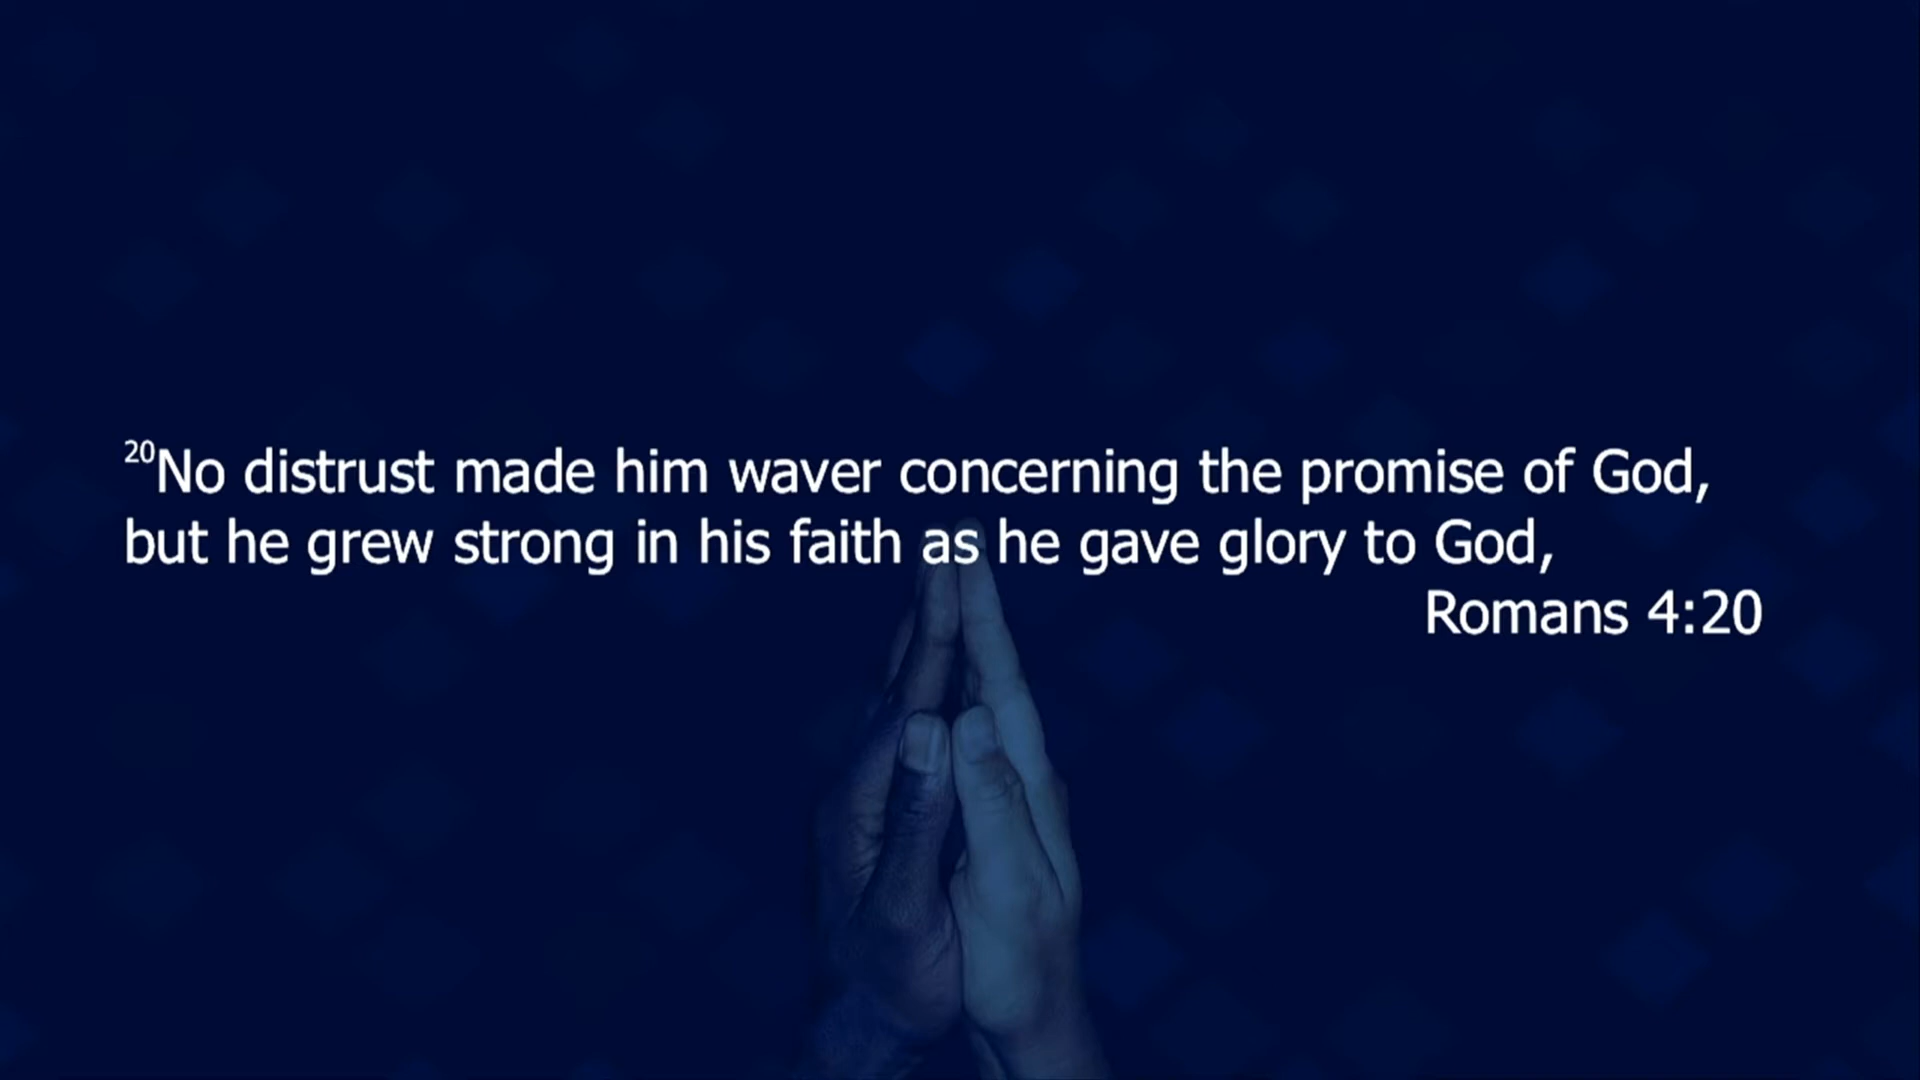 20No distrust made him waver concerning the promise of God,
but he grew strong in his faith as he gave glory to God,
Romans 4:20